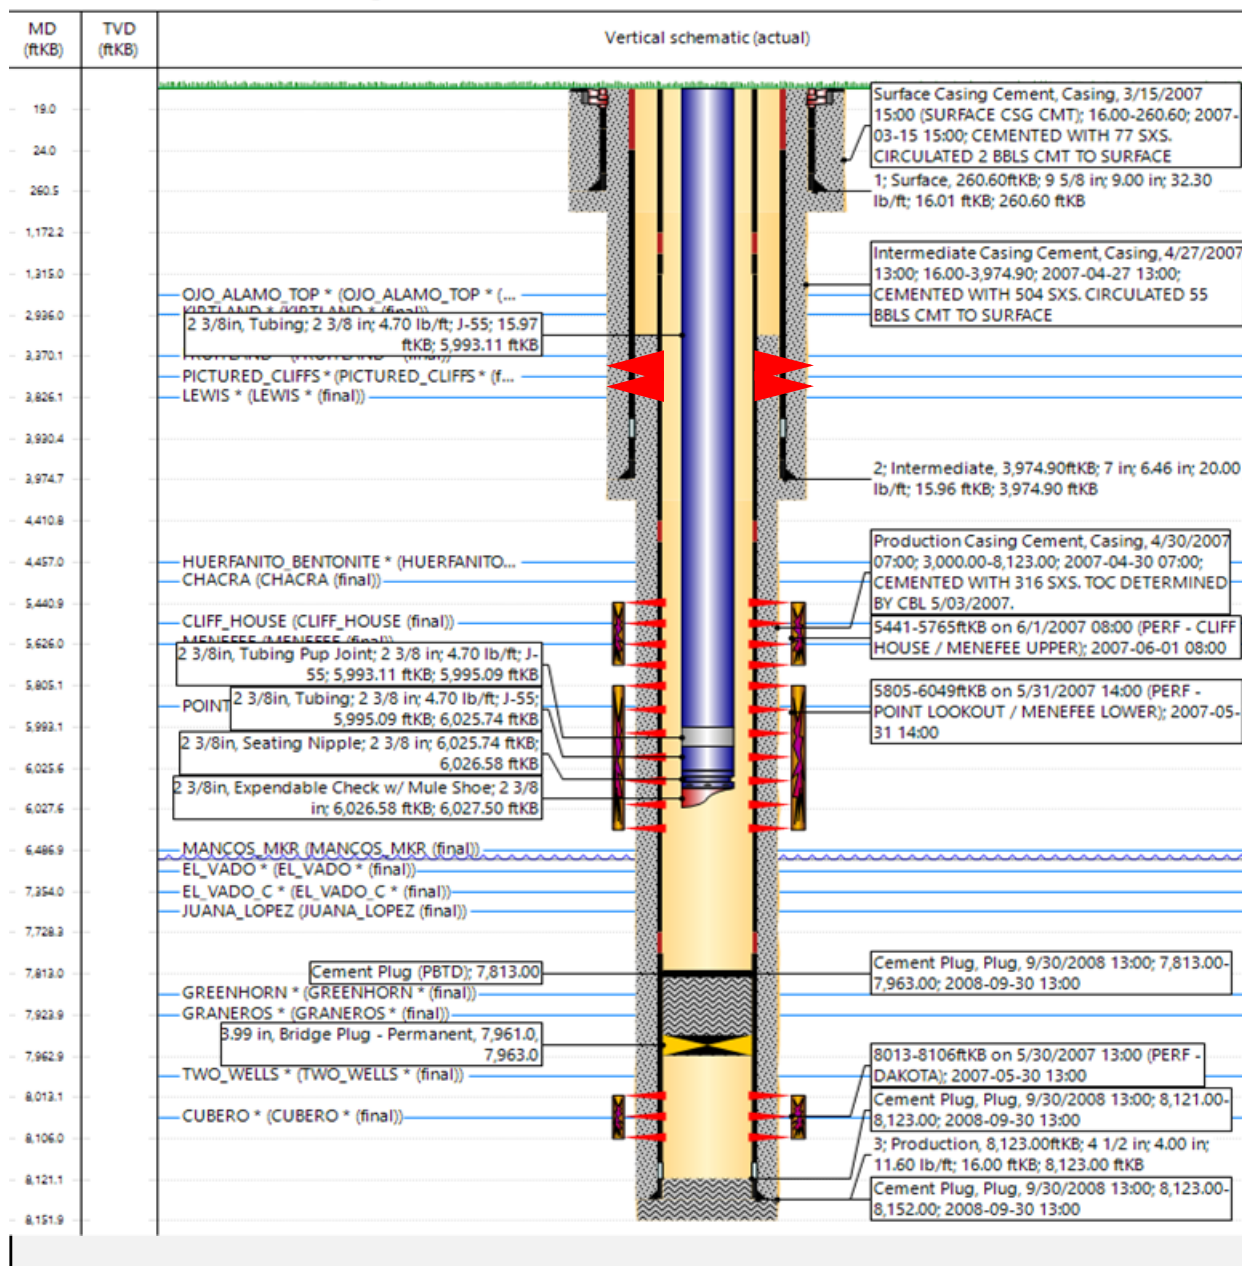 MD
(ftKB)
TVD
(ftKB)
Vertical schematic (actual)
19.0
24.0
260.5
1,172.2
1,315.0
2,936.0
3,370.1
3,826.1
3,930.4
3,974.7
4,410.8
4,457.0
5,440.9
5,626.0
5,805.1
5,993.1
6,025.6
6,027.6
6,486.9
7,354.0
7,728.3
7,813.0
7,923.9
7,962.9
8,013.1
8,106.0
8,121.1
8,151.9
OJO_ALAMO_TOP * (OJO_ALAMO_TOP * (...
KIRTLAND * (KIRTLAND * (final))
2 3/8in, Tubing; 2 3/8 in; 4.70 lb/ft; J-55; 15.97
ftKB; 5,993.11 ftKB
FRUITLAND * (FRUITLAND * (final))
PICTURED_CLIFFS * (PICTURED_CLIFFS * (f...
LEWIS * (LEWIS * (final))
HUERFANITO_BENTONITE * (HUERFANITO...
CHACRA (CHACRA (final))
CLIFF_HOUSE (CLIFF_HOUSE (final))
MENEFEE (MENEFEE (final))
2 3/8in, Tubing Pup Joint; 2 3/8 in; 4.70 lb/ft; J-
55; 5,993.11 ftKB; 5,995.09 ftKB
POINT
2 3/8in, Tubing; 2 3/8 in; 4.70 lb/ft; J-55;
5,995.09 ftKB; 6,025.74 ftKB
2 3/8in, Seating Nipple; 2 3/8 in; 6,025.74 ftKB;
6,026.58 ftKB
2 3/8in, Expendable Check w/ Mule Shoe; 2 3/8
in; 6,026.58 ftKB; 6,027.50 ftKB
MANCOS_MKR (MANCOS_MKR (final))
EL_VADO * (EL_VADO * (final))
EL_VADO_C * (EL_VADO_C * (final))
JUANA_LOPEZ (JUANA_LOPEZ (final))
Cement Plug (PBTD); 7,813.00
GREENHORN * (GREENHORN * (final))
GRANEROS * (GRANEROS * (final))
3.99 in, Bridge Plug - Permanent, 7,961.0,
7,963.0
TWO_WELLS * (TWO_WELLS * (final))
CUBERO * (CUBERO * (final))
Surface Casing Cement, Casing, 3/15/2007
15:00 (SURFACE CSG CMT); 16.00-260.60; 2007-
03-15 15:00; CEMENTED WITH 77 SXS.
CIRCULATED 2 BBLS CMT TO SURFACE
1; Surface, 260.60ftKB; 9 5/8 in; 9.00 in; 32.30
lb/ft; 16.01 ftKB; 260.60 ftKB
Intermediate Casing Cement, Casing, 4/27/2007
13:00; 16.00-3,974.90; 2007-04-27 13:00;
CEMENTED WITH 504 SXS. CIRCULATED 55
BBLS CMT TO SURFACE
2; Intermediate, 3,974.90ftKB; 7 in; 6.46 in; 20.00
lb/ft; 15.96 ftKB; 3,974.90 ftKB
Production Casing Cement, Casing, 4/30/2007
07:00; 3,000.00-8,123.00; 2007-04-30 07:00;
CEMENTED WITH 316 SXS. TOC DETERMINED
BY CBL 5/03/2007.
5441-5765ftKB on 6/1/2007 08:00 (PERF - CLIFF
HOUSE / MENEFEE UPPER); 2007-06-01 08:00
5805-6049ftKB on 5/31/2007 14:00 (PERF -
POINT LOOKOUT / MENEFEE LOWER); 2007-05-
31 14:00
Cement Plug, Plug, 9/30/2008 13:00; 7,813.00-
7,963.00; 2008-09-30 13:00
8013-8106ftKB on 5/30/2007 13:00 (PERF -
DAKOTA); 2007-05-30 13:00
Cement Plug, Plug, 9/30/2008 13:00; 8,121.00-
8,123.00; 2008-09-30 13:00
3; Production, 8,123.00ftKB; 4 1/2 in; 4.00 in;
11.60 lb/ft; 16.00 ftKB; 8,123.00 ftKB
Cement Plug, Plug, 9/30/2008 13:00; 8,123.00-
8,152.00; 2008-09-30 13:00